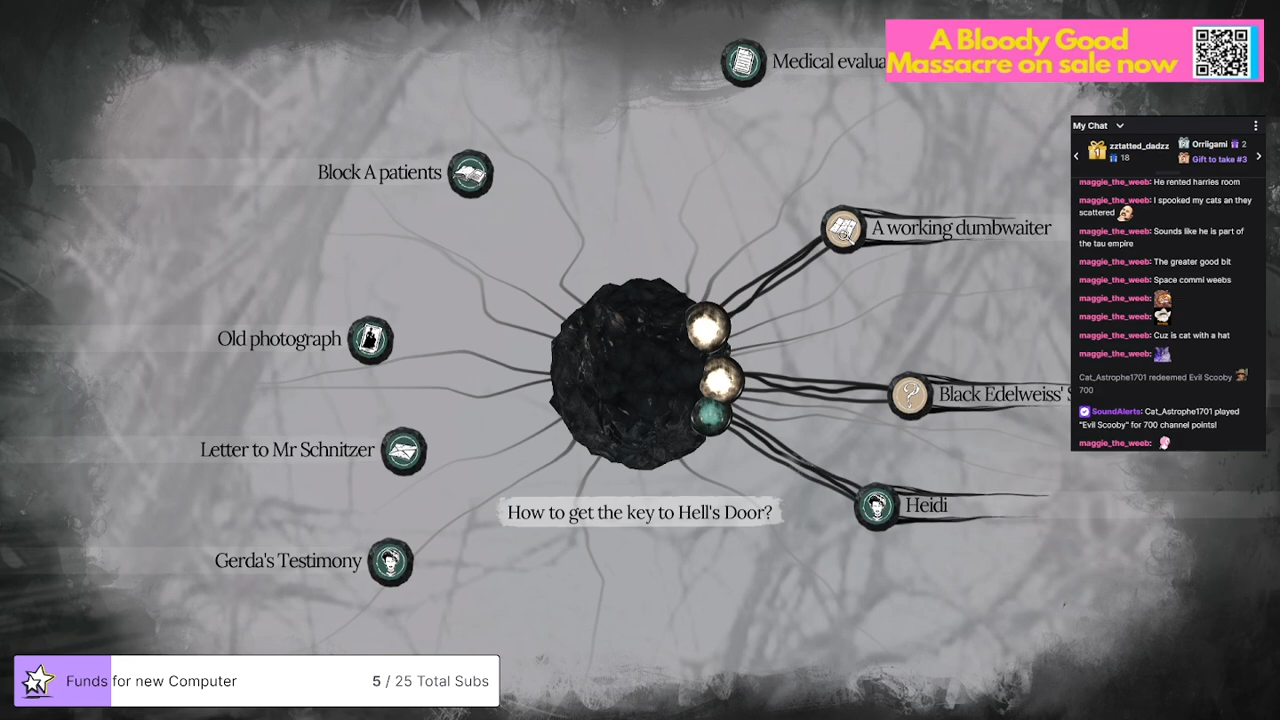 A Bloody Good
Massacre on sale now
Medical evalua
Block A patients
A working dumbwaiter
Old photograph
Black Edelweiss'
Letter to Mr Schnitzer
Heidi
How to get the key to Hell's Door?
Gerda's Testimony
Funds for new Computer
5 / 25 Total Subs
My Chat
1
zztatted_dadzz
18
Orriigami 2
Gift to take #3
maggie_the_weeb: He rented harries room
maggie_the_weeb: I spooked my cats an they
scattered
maggie_the_weeb: Sounds like he is part of
the tau empire
maggie_the_weeb: The greater good bit
maggie_the_weeb: Space commi weebs
maggie_the_weeb:
maggie_the_weeb:
maggie_the_weeb: Cuz is cat with a hat
maggie_the_weeb:
Cat_Astrophe1701 redeemed Evil Scooby
700
SoundAlerts: Cat_Astrophe1701 played
"Evil Scooby" for 700 channel points!
maggie_the_weeb: